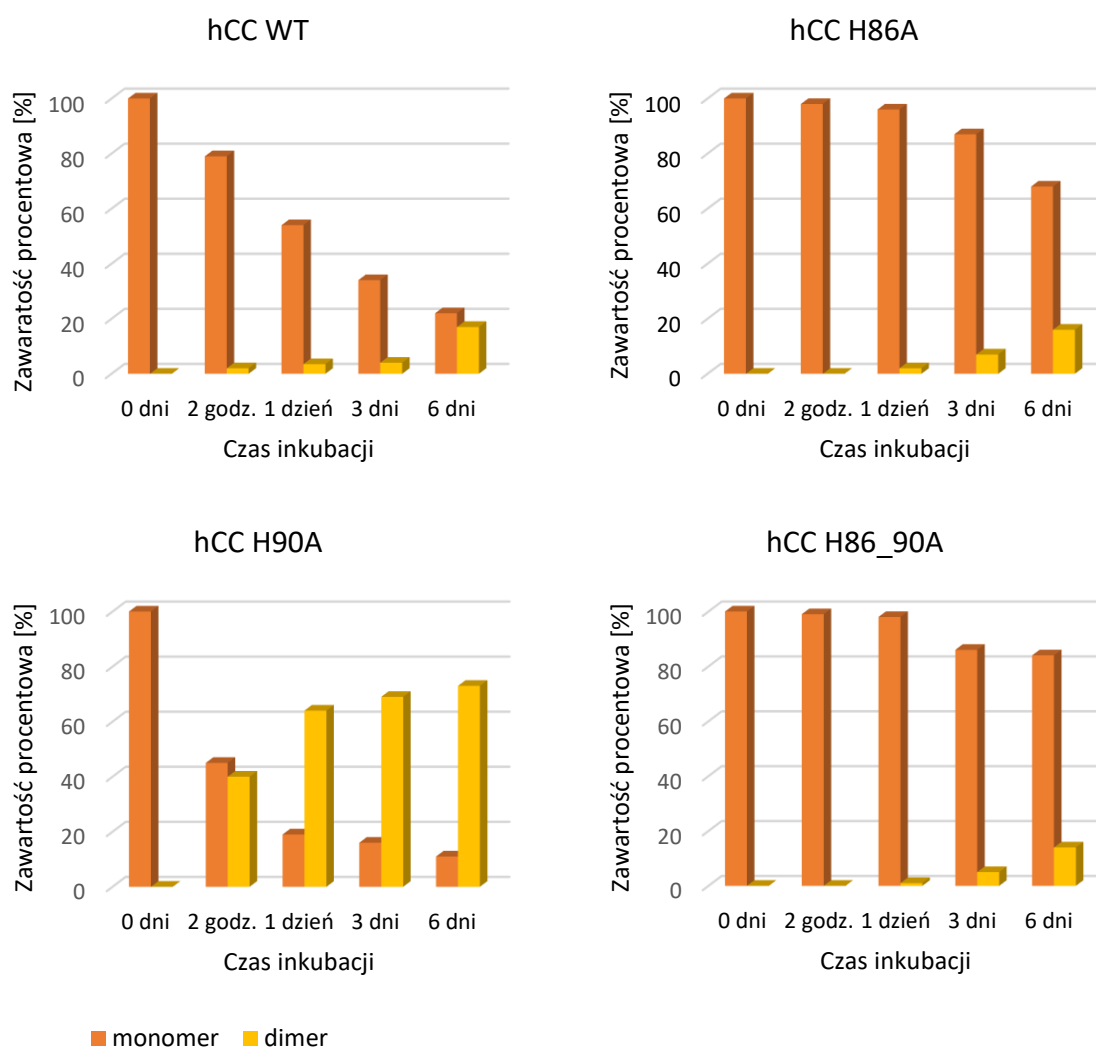 hCC WT
Zawaratość procentowa [%]
100
80
60
40
20
0
0 dni 2 godz. 1 dzień 3 dni 6 dni
Czas inkubacji
hCC H86A
Zawartość procentowa [%]
100
80
60
40
20
0
0 dni 2 godz. 1 dzień 3 dni 6 dni
Czas inkubacji
hCC H90A
Zawartość procentowa [%]
100
80
60
40
20
0
0 dni 2 godz. 1 dzień 3 dni 6 dni
Czas inkubacji
hCC H86_90A
Zawartość procentowa [%]
100
80
60
40
20
0
0 dni 2 godz. 1 dzień 3 dni 6 dni
Czas inkubacji
monomer dimer